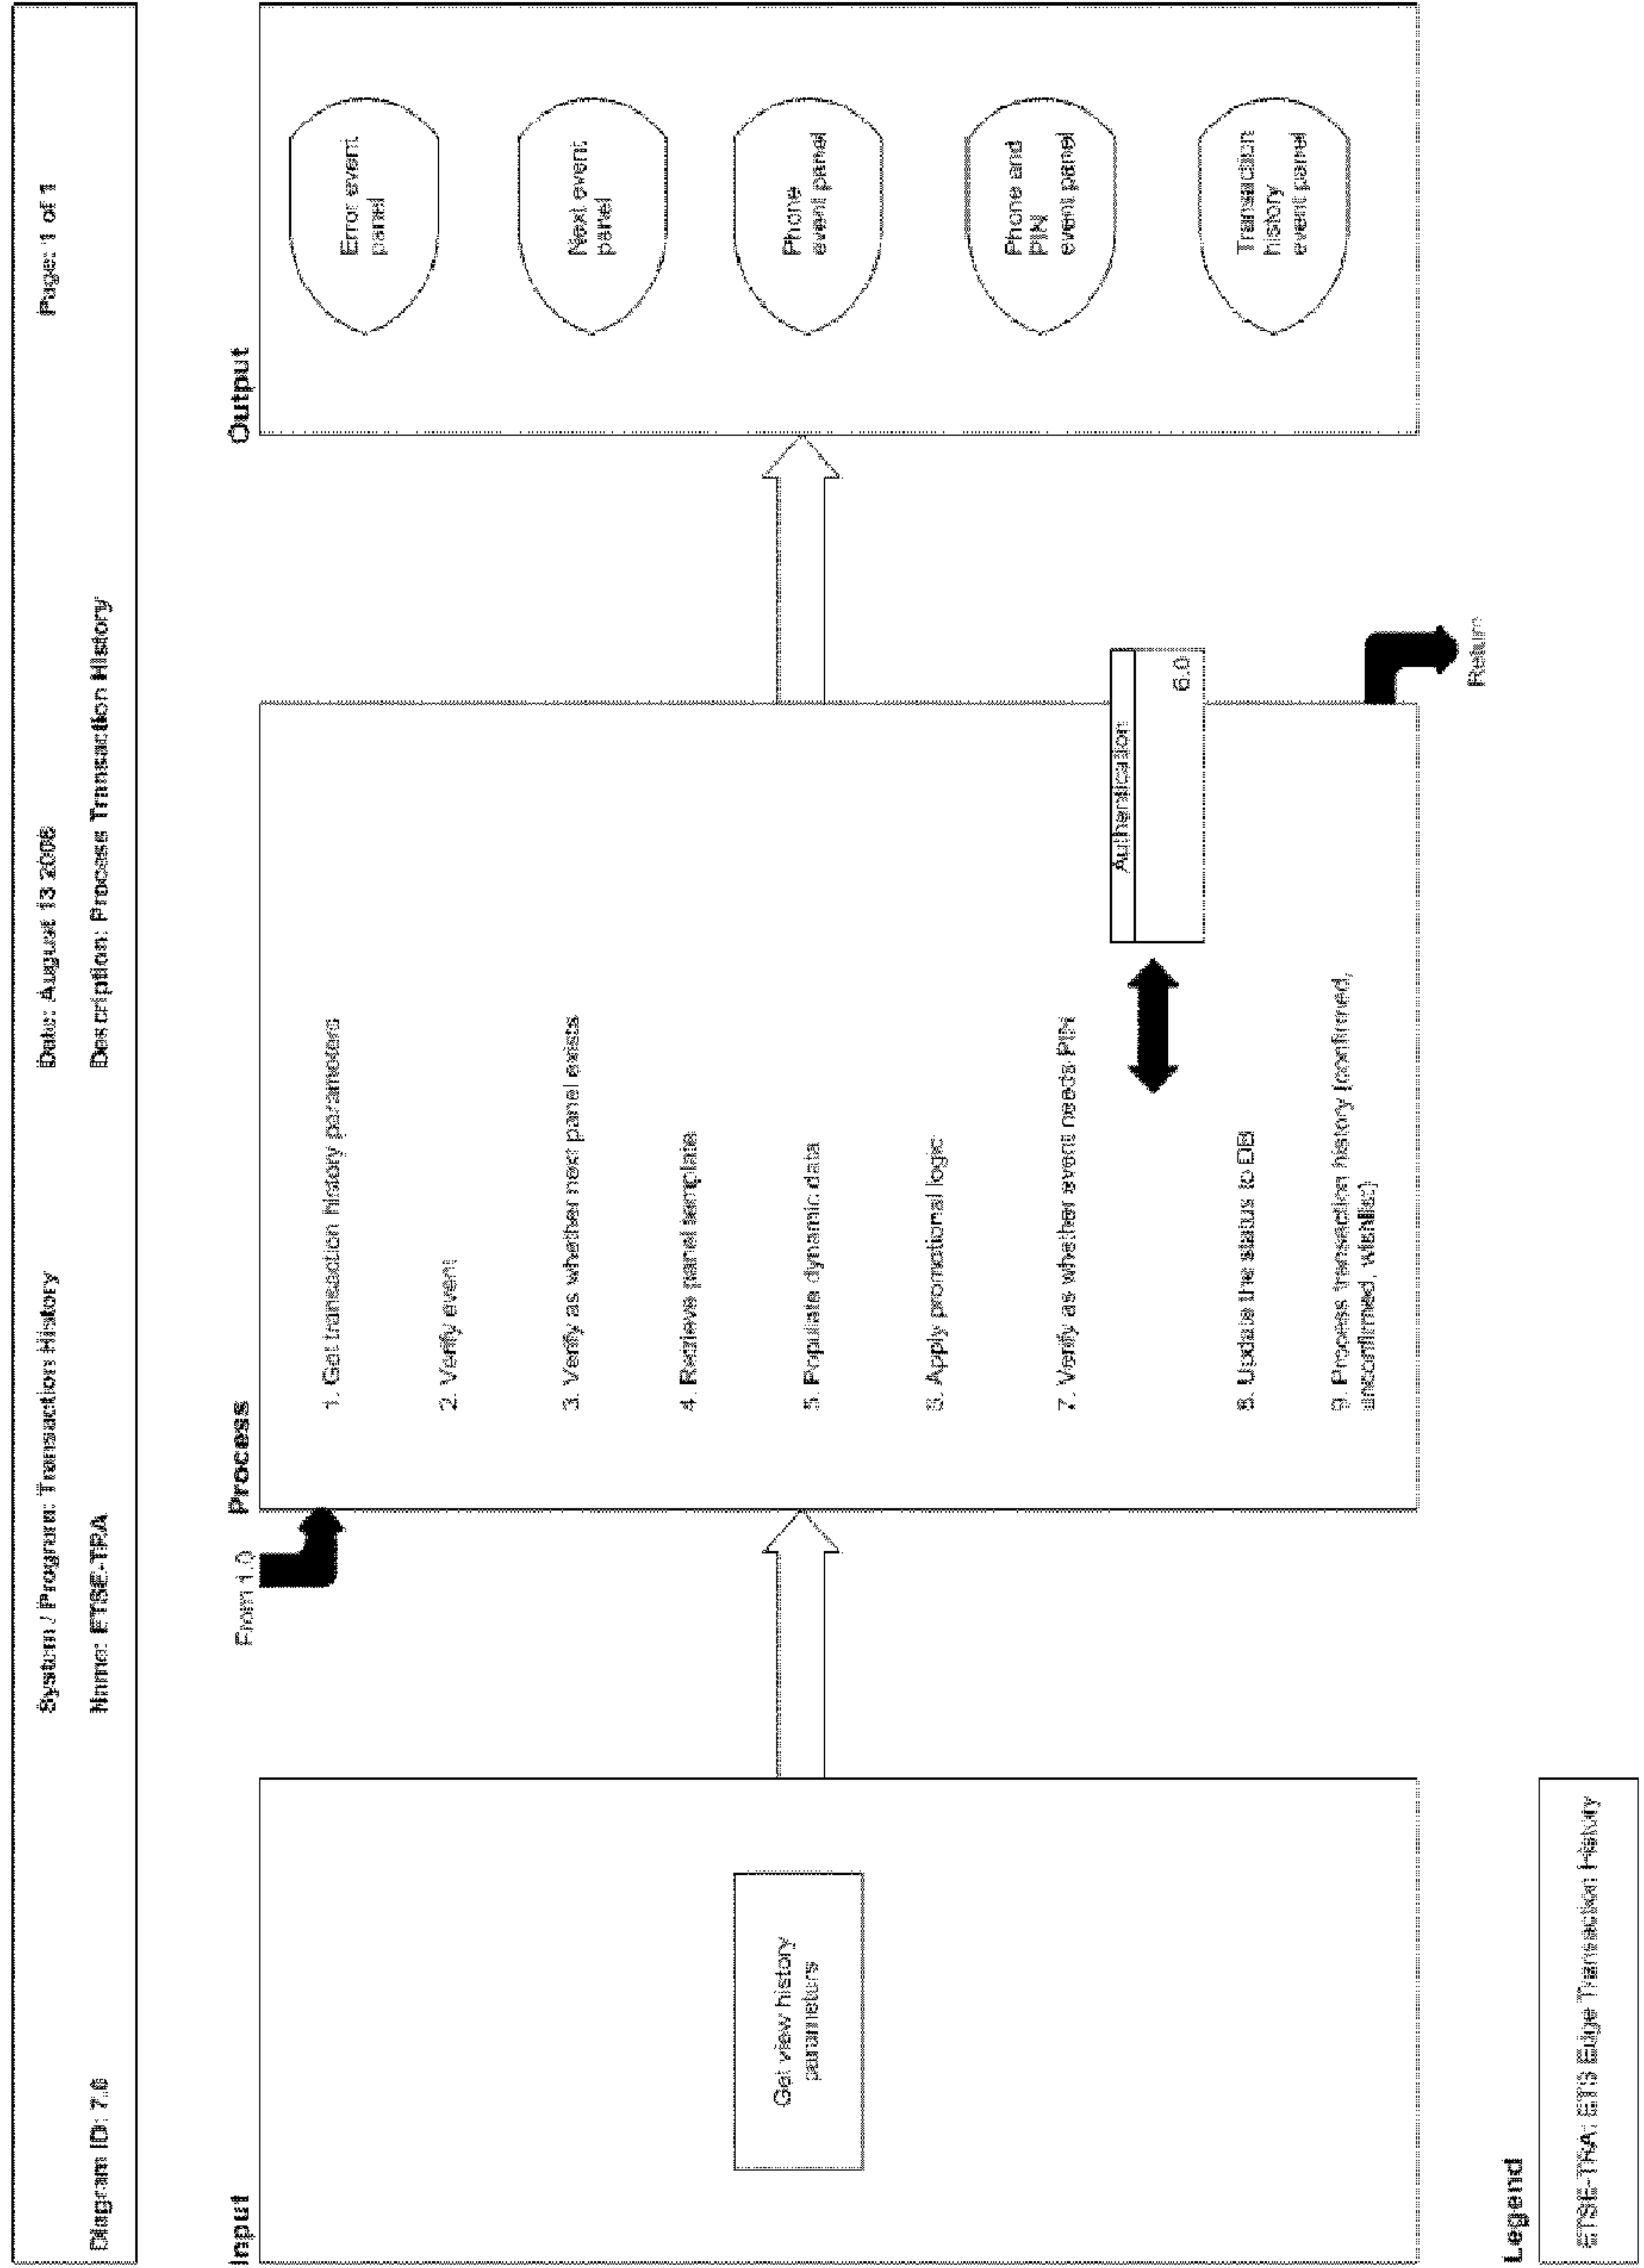 System / Program: Transaction History
Date: August 13 2006
Page: 1 of 1
Diagram ID: 7.0
Name: ETSE-TRA
Description: Process Transaction History
Input
Process
Output
From 1.0
Get view history
parameters
1. Get transaction history parameters
2. Verify event
3. Verify as whether next panel exists
4. Retrieve panel template
5. Populate dynamic data
6. Apply promotional logic
7. Verify as whether event needs PIN
Authentication
6.0
8. Update the status to DB
9. Process transaction history (confirmed,
unconfirmed, wishlist)
Return
Error event
panel
Next event
panel
Phone
event panel
Phone and
PIN
event panel
Transaction
history
event panel
Legend
ETSE-TRA: ETS Edge Transaction History